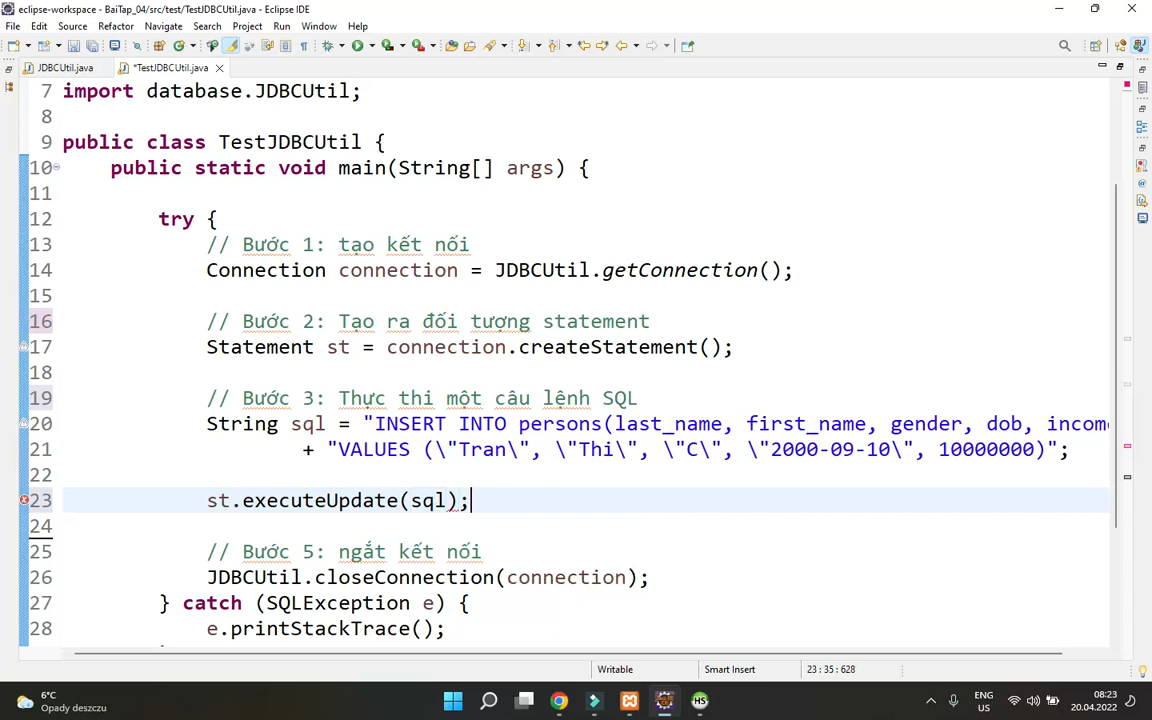 eclipse-workspace - BaiTap_04/src/test/TestJDBCUtil.java - Eclipse IDE
File Edit Source Refactor Navigate Search Project Run Window Help
JDBCUtil.java *TestJDBCUtil.java
7 import database.JDBCUtil;
8
9 public class TestJDBCUtil {
10 public static void main(String[] args) {
11
12 try {
13 // Bước 1: tạo kết nối
14 Connection connection = JDBCUtil.getConnection();
15
16 // Bước 2: Tạo ra đối tượng statement
17 Statement st = connection.createStatement();
18
19 // Bước 3: Thực thi một câu lệnh SQL
20 String sql = "INSERT INTO persons(last_name, first_name, gender, dob, income
21 + "VALUES (\"Tran\", \"Thi\", \"C\", \"2000-09-10\", 10000000)";
22
23 st.executeUpdate(sql);
24
25 // Bước 5: ngắt kết nối
26 JDBCUtil.closeConnection(connection);
27 } catch (SQLException e) {
28 e.printStackTrace();
Writable Smart Insert 23 : 35 : 628
6°C
Opady deszczu
HS
ENG
US
08:23
20.04.2022